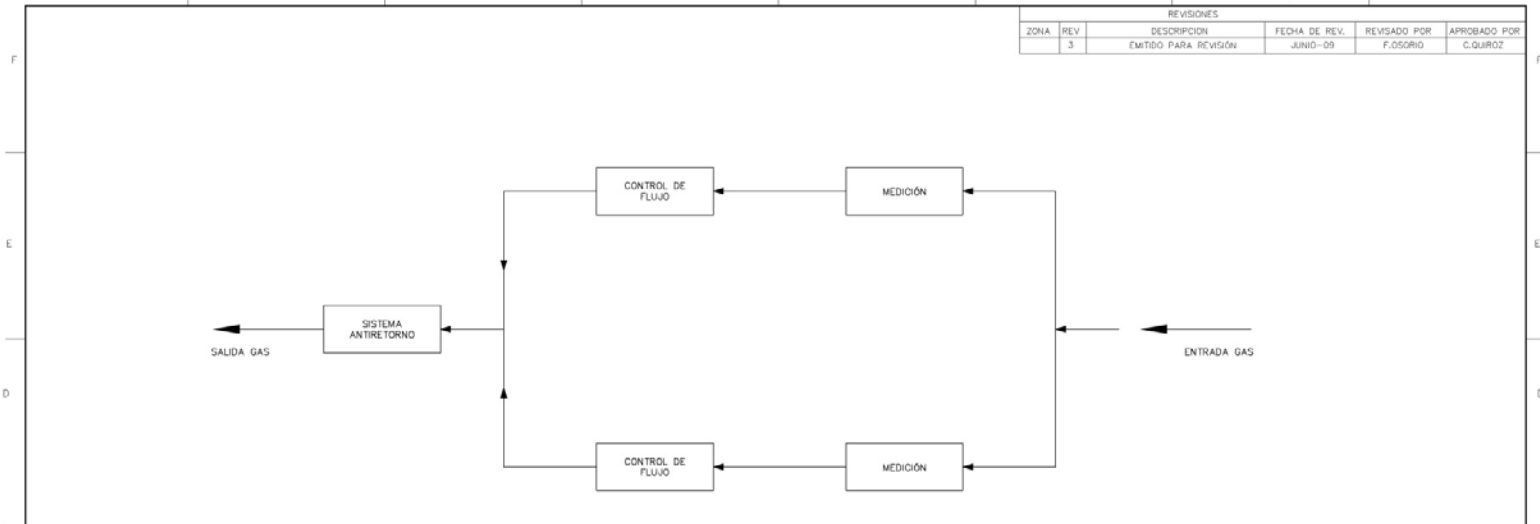 REVISIONES
ZONA REV DESCRIPCION FECHA DE REV. REVISADO POR APROBADO POR
3 EMITIDO PARA REVISIÓN JUNIO-09 F.OSORIO C.QUIROZ
F F
CONTROL DE
FLUJO
MEDICIÓN
E E
SISTEMA
ANTIRETORNO
SALIDA GAS
ENTRADA GAS
D D
CONTROL DE
FLUJO
MEDICIÓN